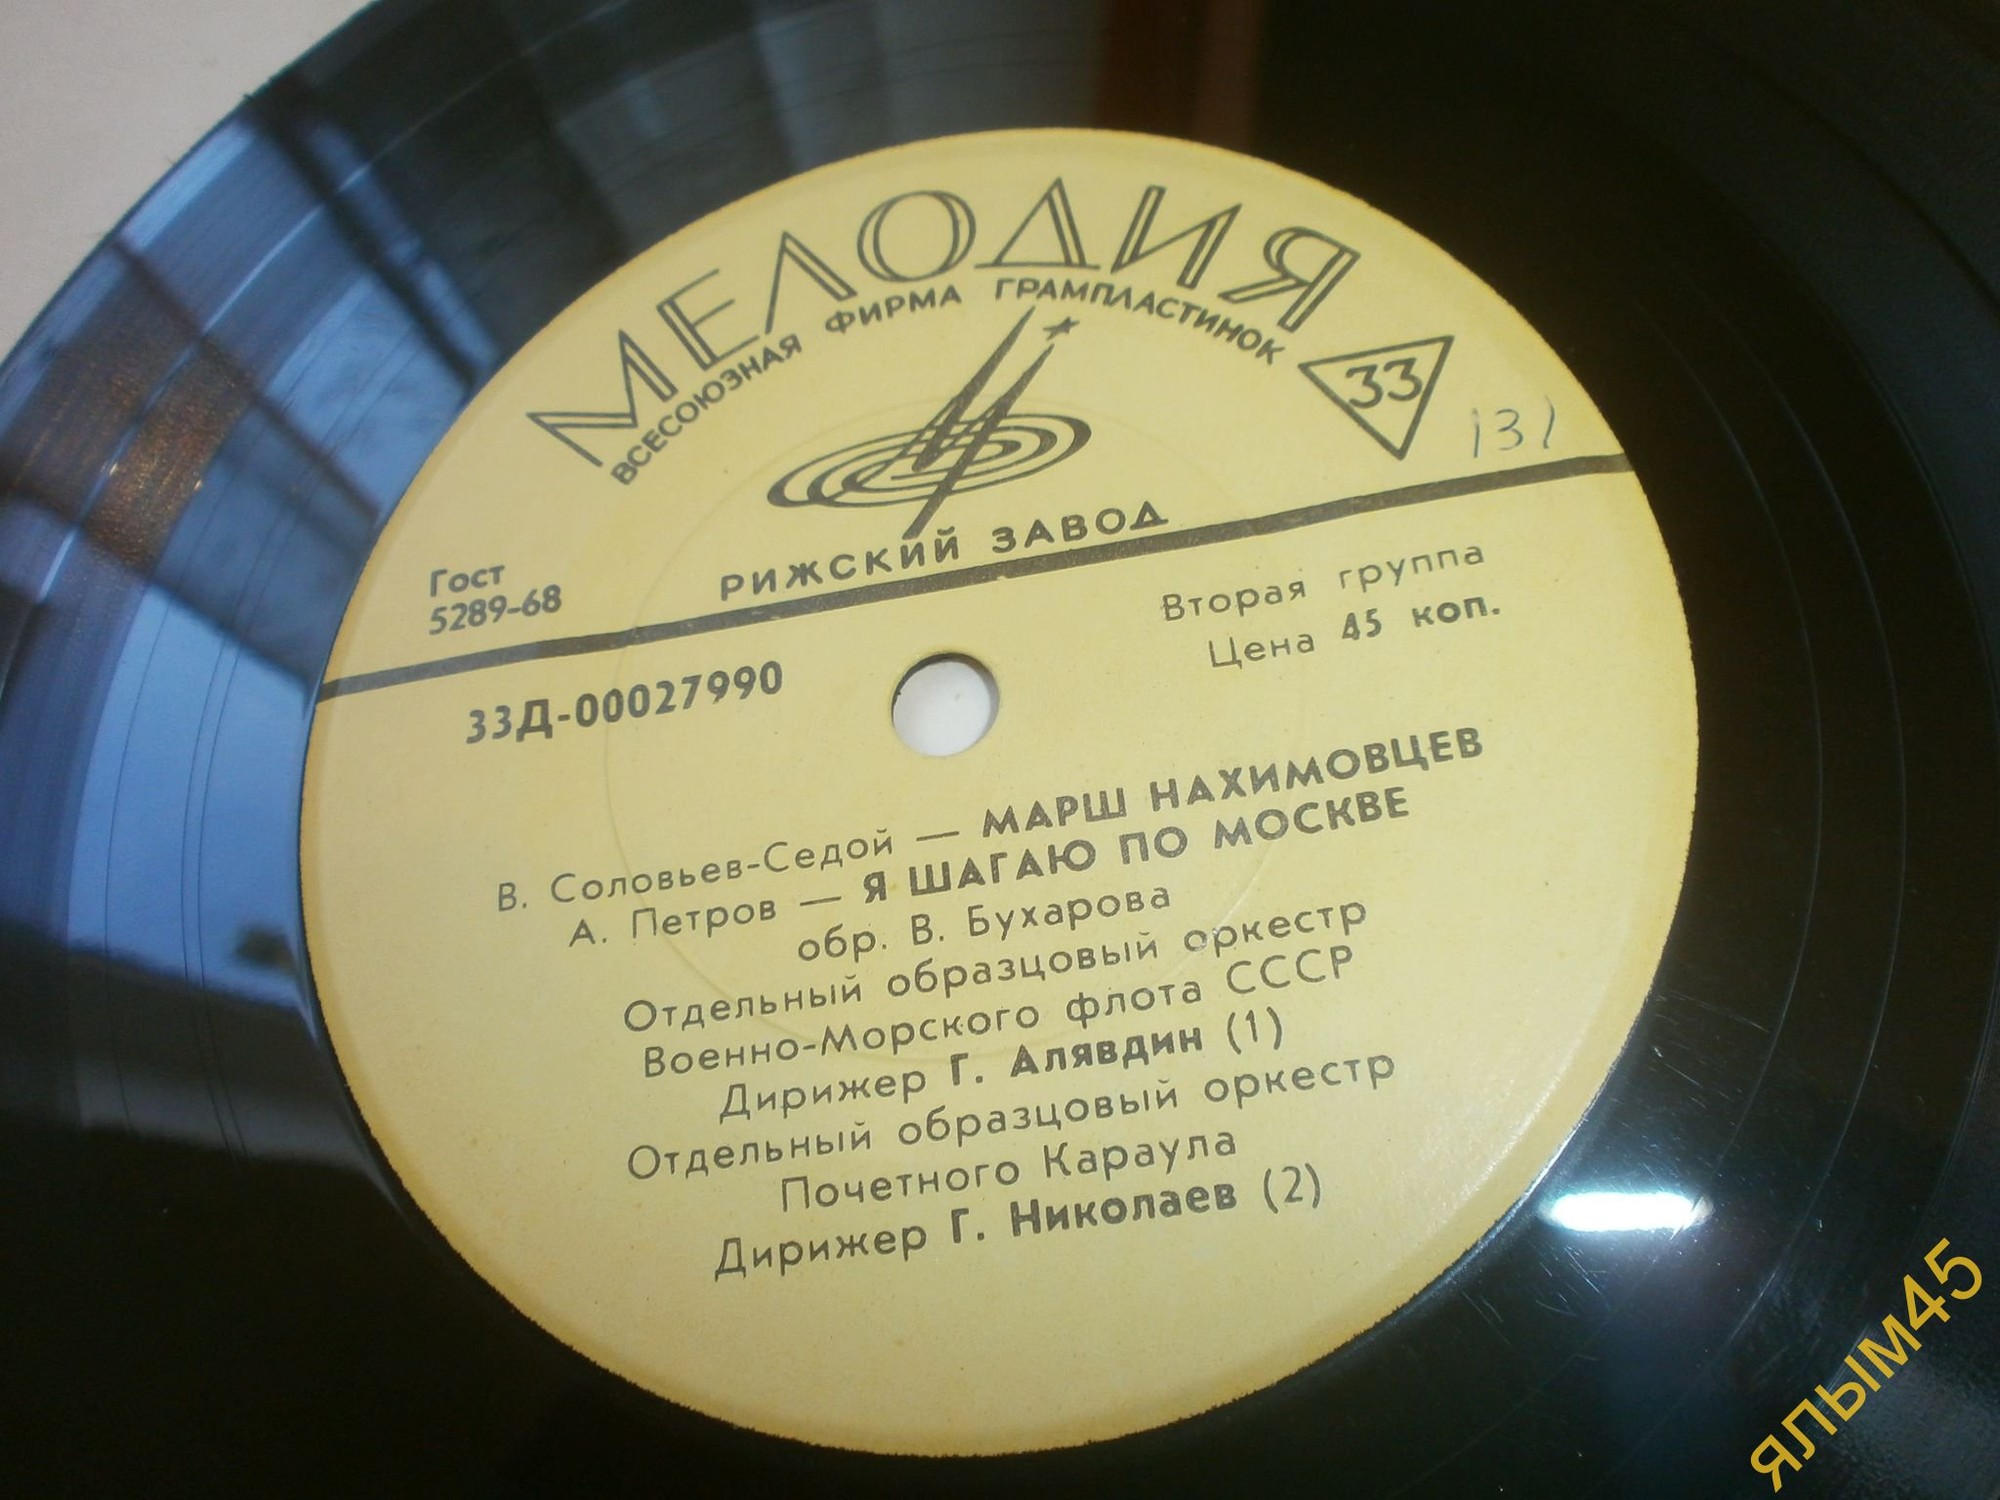 МЕЛОДИЯ
ВСЕСОЮЗНАЯ ФИРМА ГРАМПЛАСТИНОК
33
131
РИЖСКИЙ ЗАВОД
Гост
5289-68
Вторая группа
Цена 45 коп.
33Д-00027990
В. Соловьев-Седой — МАРШ НАХИМОВЦЕВ
А. Петров — Я ШАГАЮ ПО МОСКВЕ
обр. В. Бухарова
Отдельный образцовый оркестр
Военно-Морского флота СССР
Дирижер Г. Алявдин (1)
Отдельный образцовый оркестр
Почетного Караула
Дирижер Г. Николаев (2)
ЯЛЫМ45